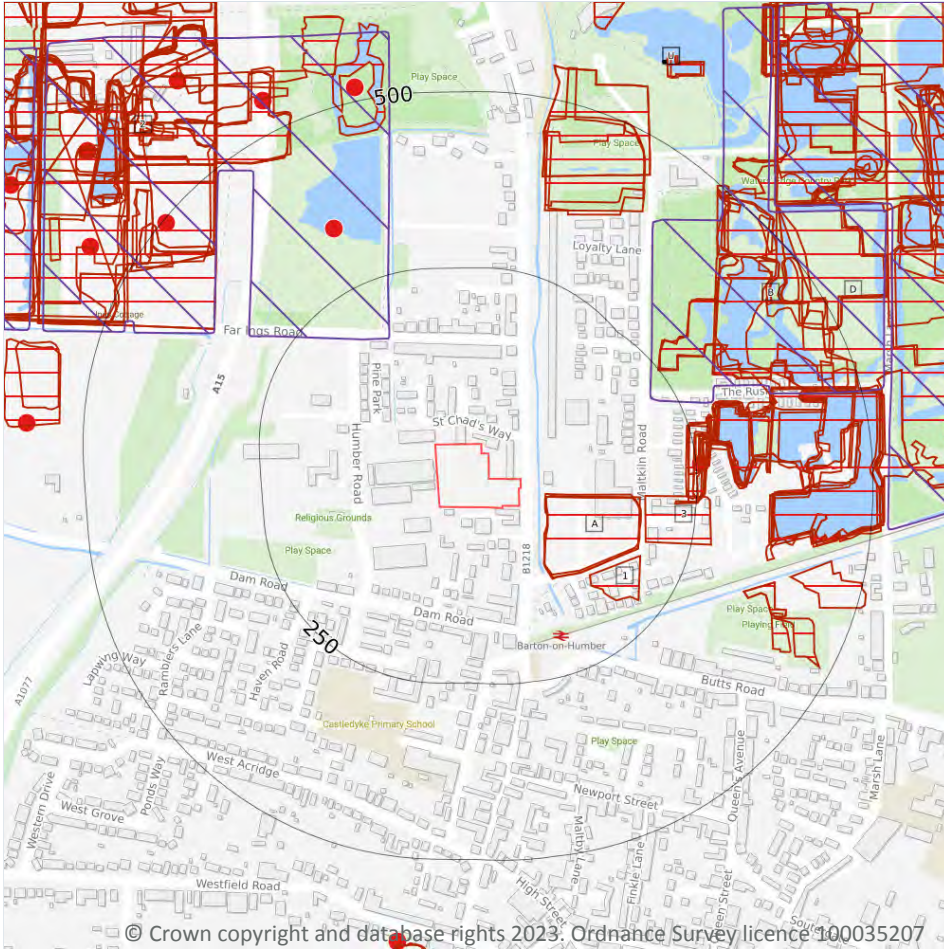 Play Space
500
Play Space
Loyalty Lane
B
D
Far Ings Road
A15
Pine Park
St Chad's Way
Humber Road
Maltkiln Road
3
A
Religious Grounds
Play Space
B1218
1
Dam Road
Dam Road
250
Play Space
Playing Field
Barton-on-Humber
Butts Road
Lapwing Way
Ramblers Lane
Haven Road
A1077
Castledyke Primary School
Play Space
West Acridge
Queen's Avenue
Marsh Lane
Newport Street
Western Drive
Ponds Way
West Grove
Maltby Lane
Finkle Lane
Westfield Road
High Street
© Crown copyright and database rights 2023. Ordnance Survey licence 100035207